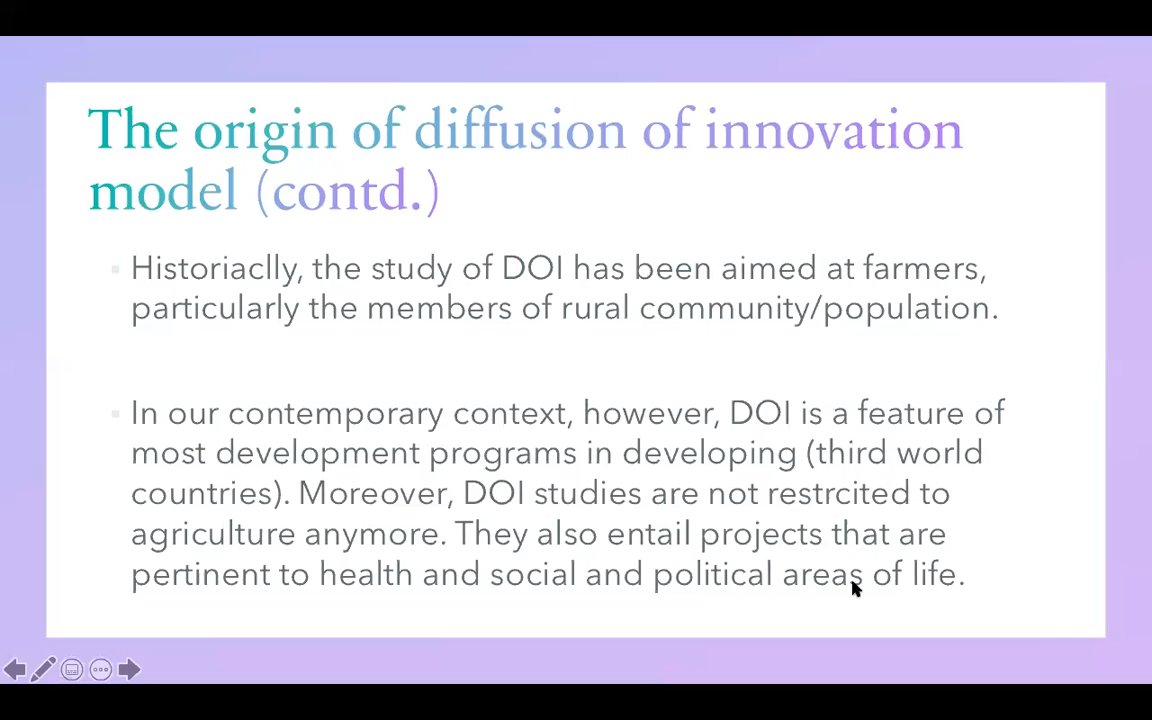 The origin of diffusion of innovation
model (contd.)
Historiaclly, the study of DOI has been aimed at farmers,
particularly the members of rural community/population.
In our contemporary context, however, DOI is a feature of
most development programs in developing (third world
countries). Moreover, DOI studies are not restrcited to
agriculture anymore. They also entail projects that are
pertinent to health and social and political areas of life.